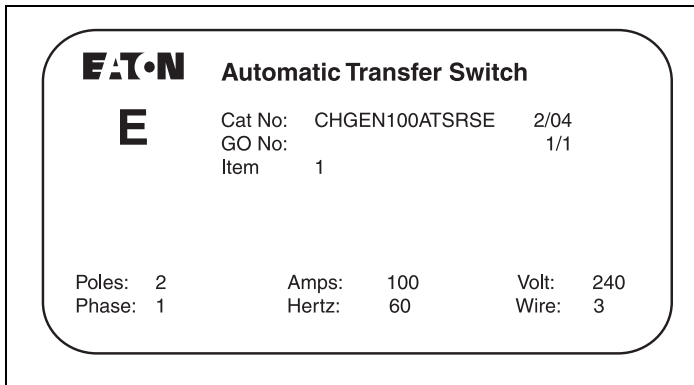 EATON Automatic Transfer Switch
E
Cat No: CHGEN100ATSRSE 2/04
GO No: 1/1
Item 1
Poles: 2 Amps: 100 Volt: 240
Phase: 1 Hertz: 60 Wire: 3